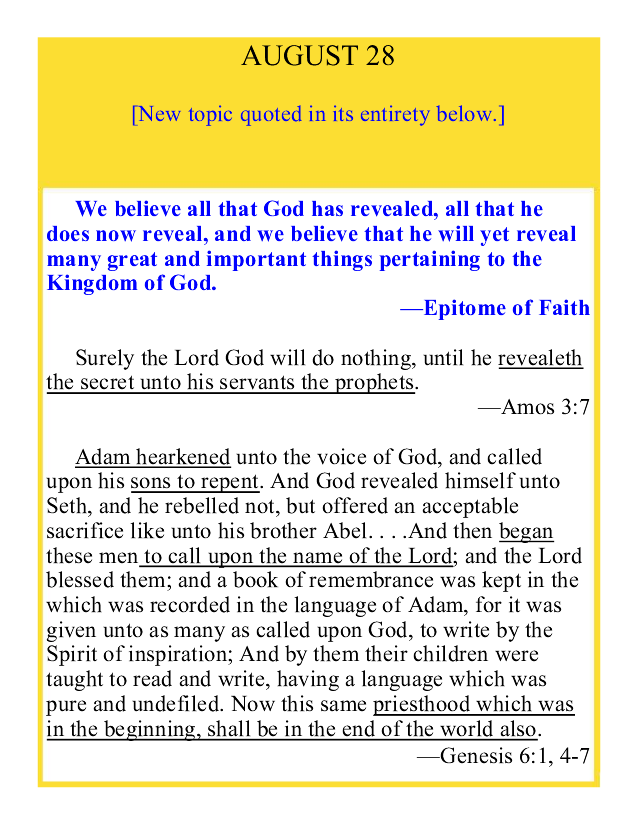 AUGUST 28
[New topic quoted in its entirety below.]
We believe all that God has revealed, all that he
does now reveal, and we believe that he will yet reveal
many great and important things pertaining to the
Kingdom of God.
—Epitome of Faith
Surely the Lord God will do nothing, until he revealeth
the secret unto his servants the prophets.
—Amos 3:7
Adam hearkened unto the voice of God, and called
upon his sons to repent. And God revealed himself unto
Seth, and he rebelled not, but offered an acceptable
sacrifice like unto his brother Abel. . . .And then began
these men to call upon the name of the Lord; and the Lord
blessed them; and a book of remembrance was kept in the
which was recorded in the language of Adam, for it was
given unto as many as called upon God, to write by the
Spirit of inspiration; And by them their children were
taught to read and write, having a language which was
pure and undefiled. Now this same priesthood which was
in the beginning, shall be in the end of the world also.
—Genesis 6:1, 4-7